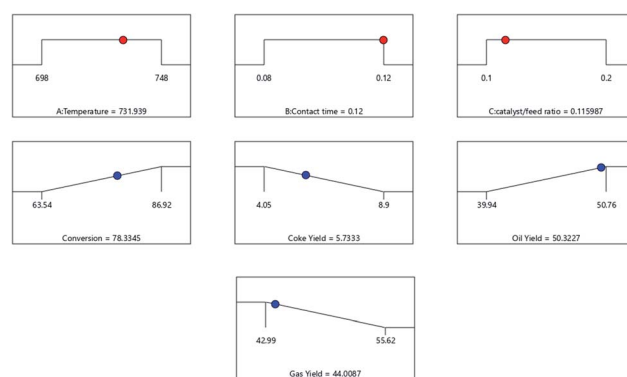 698 748
A:Temperature = 731.939
0.08 0.12
B:Contact time = 0.12
0.1 0.2
C:catalyst/feed ratio = 0.115987
63.54 86.92
Conversion = 78.3345
4.05 8.9
Coke Yield = 5.7333
39.94 50.76
Oil Yield = 50.3227
42.99 55.62
Gas Yield = 44.0087